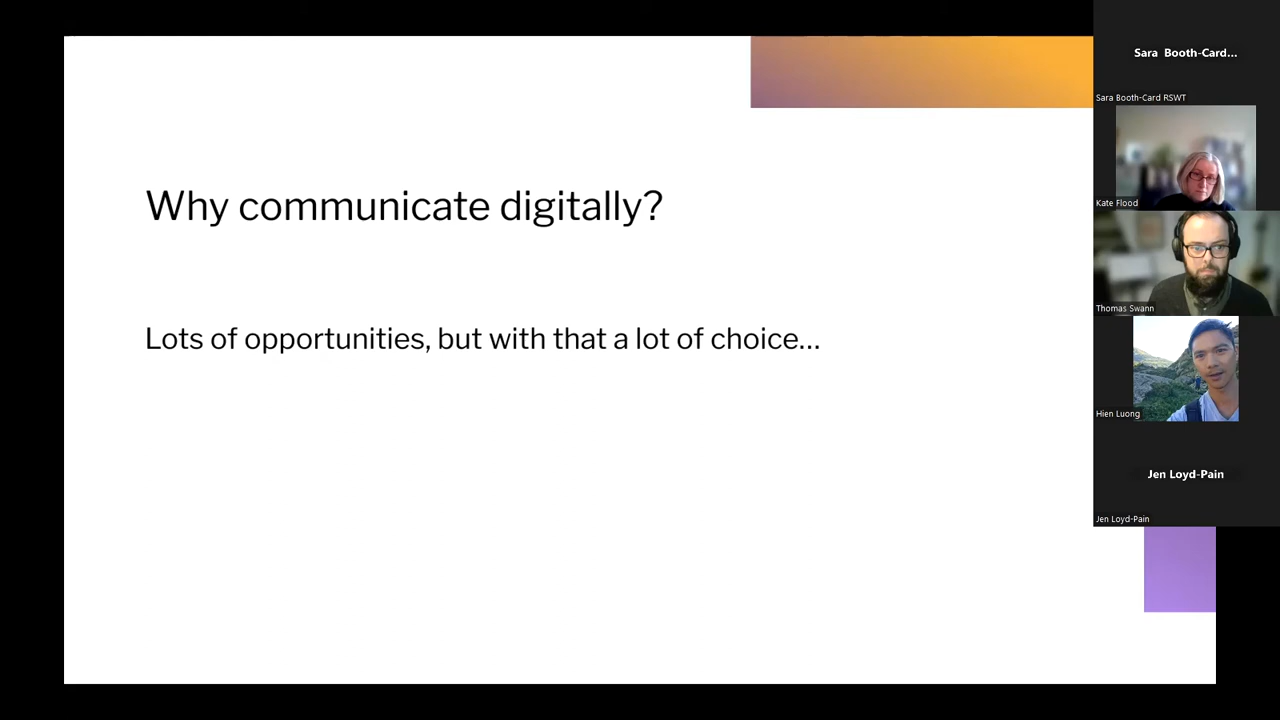 Why communicate digitally?
Lots of opportunities, but with that a lot of choice...
Sara Booth-Card...
Sara Booth-Card RSWT
Kate Flood
Thomas Swann
Hien Luong
Jen Loyd-Pain
Jen Loyd-Pain